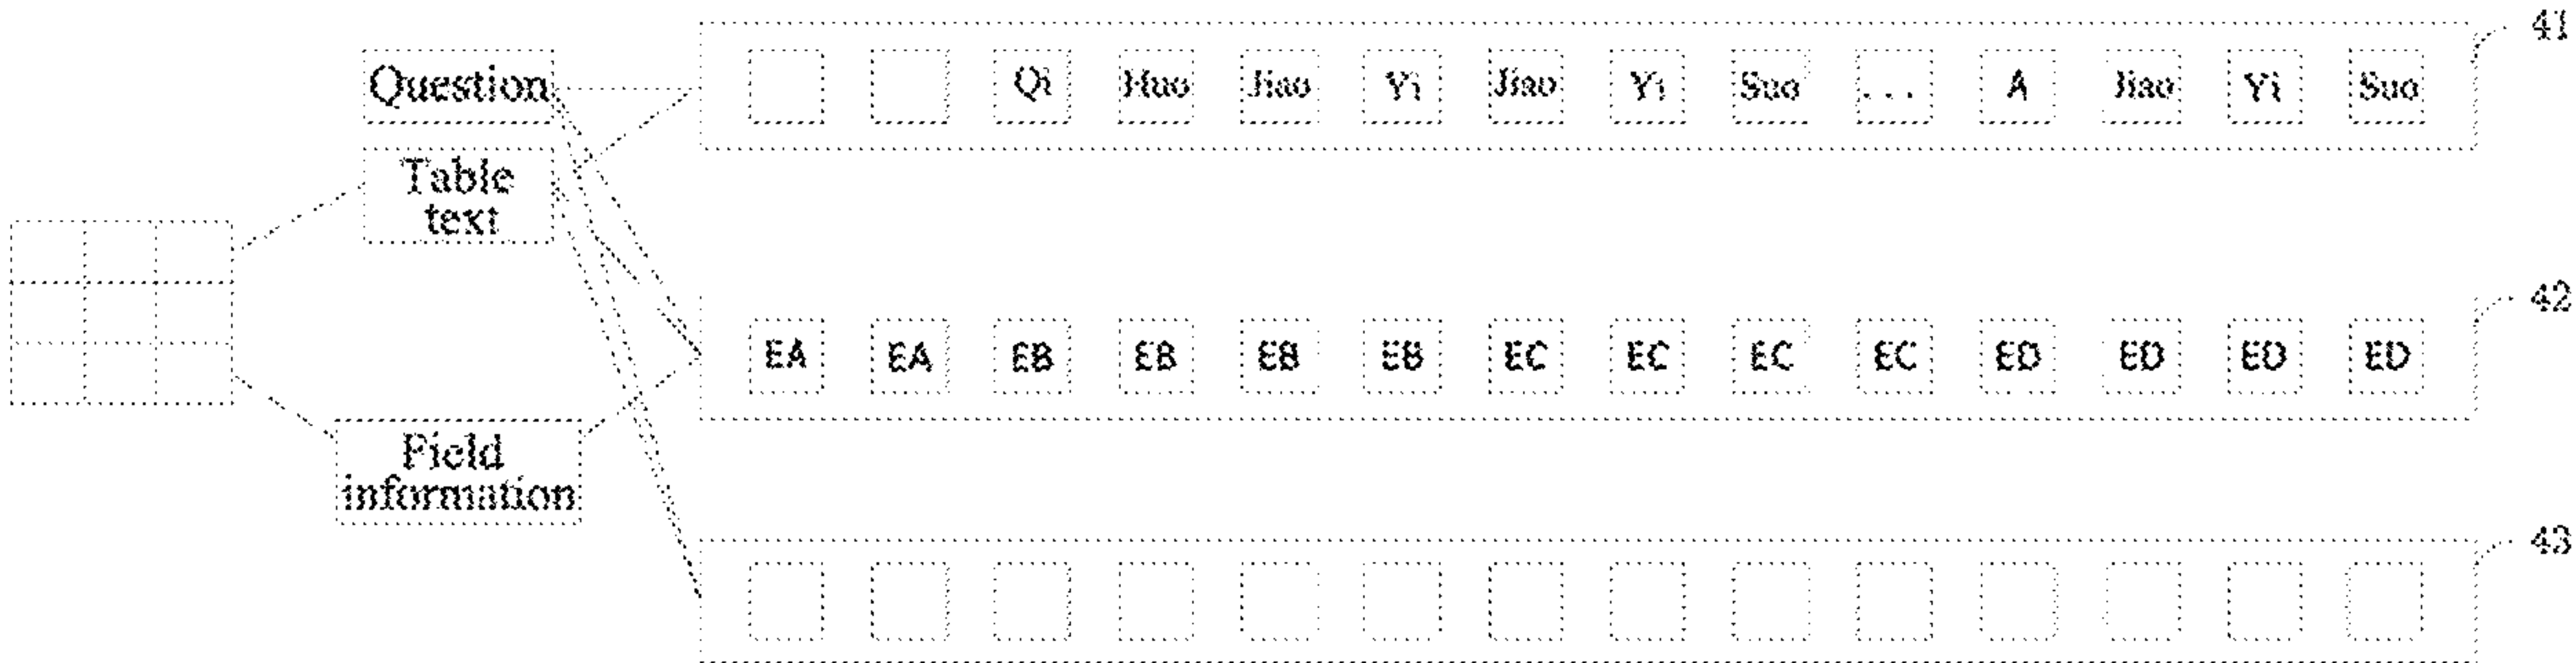 Question
Table
text
Field
information
Qi Huo Jiao Yi Jiao Yi Suo ... A Jiao Yi Suo
41
EA EA EB EB EB EB EC EC EC EC ED ED ED ED
42
43